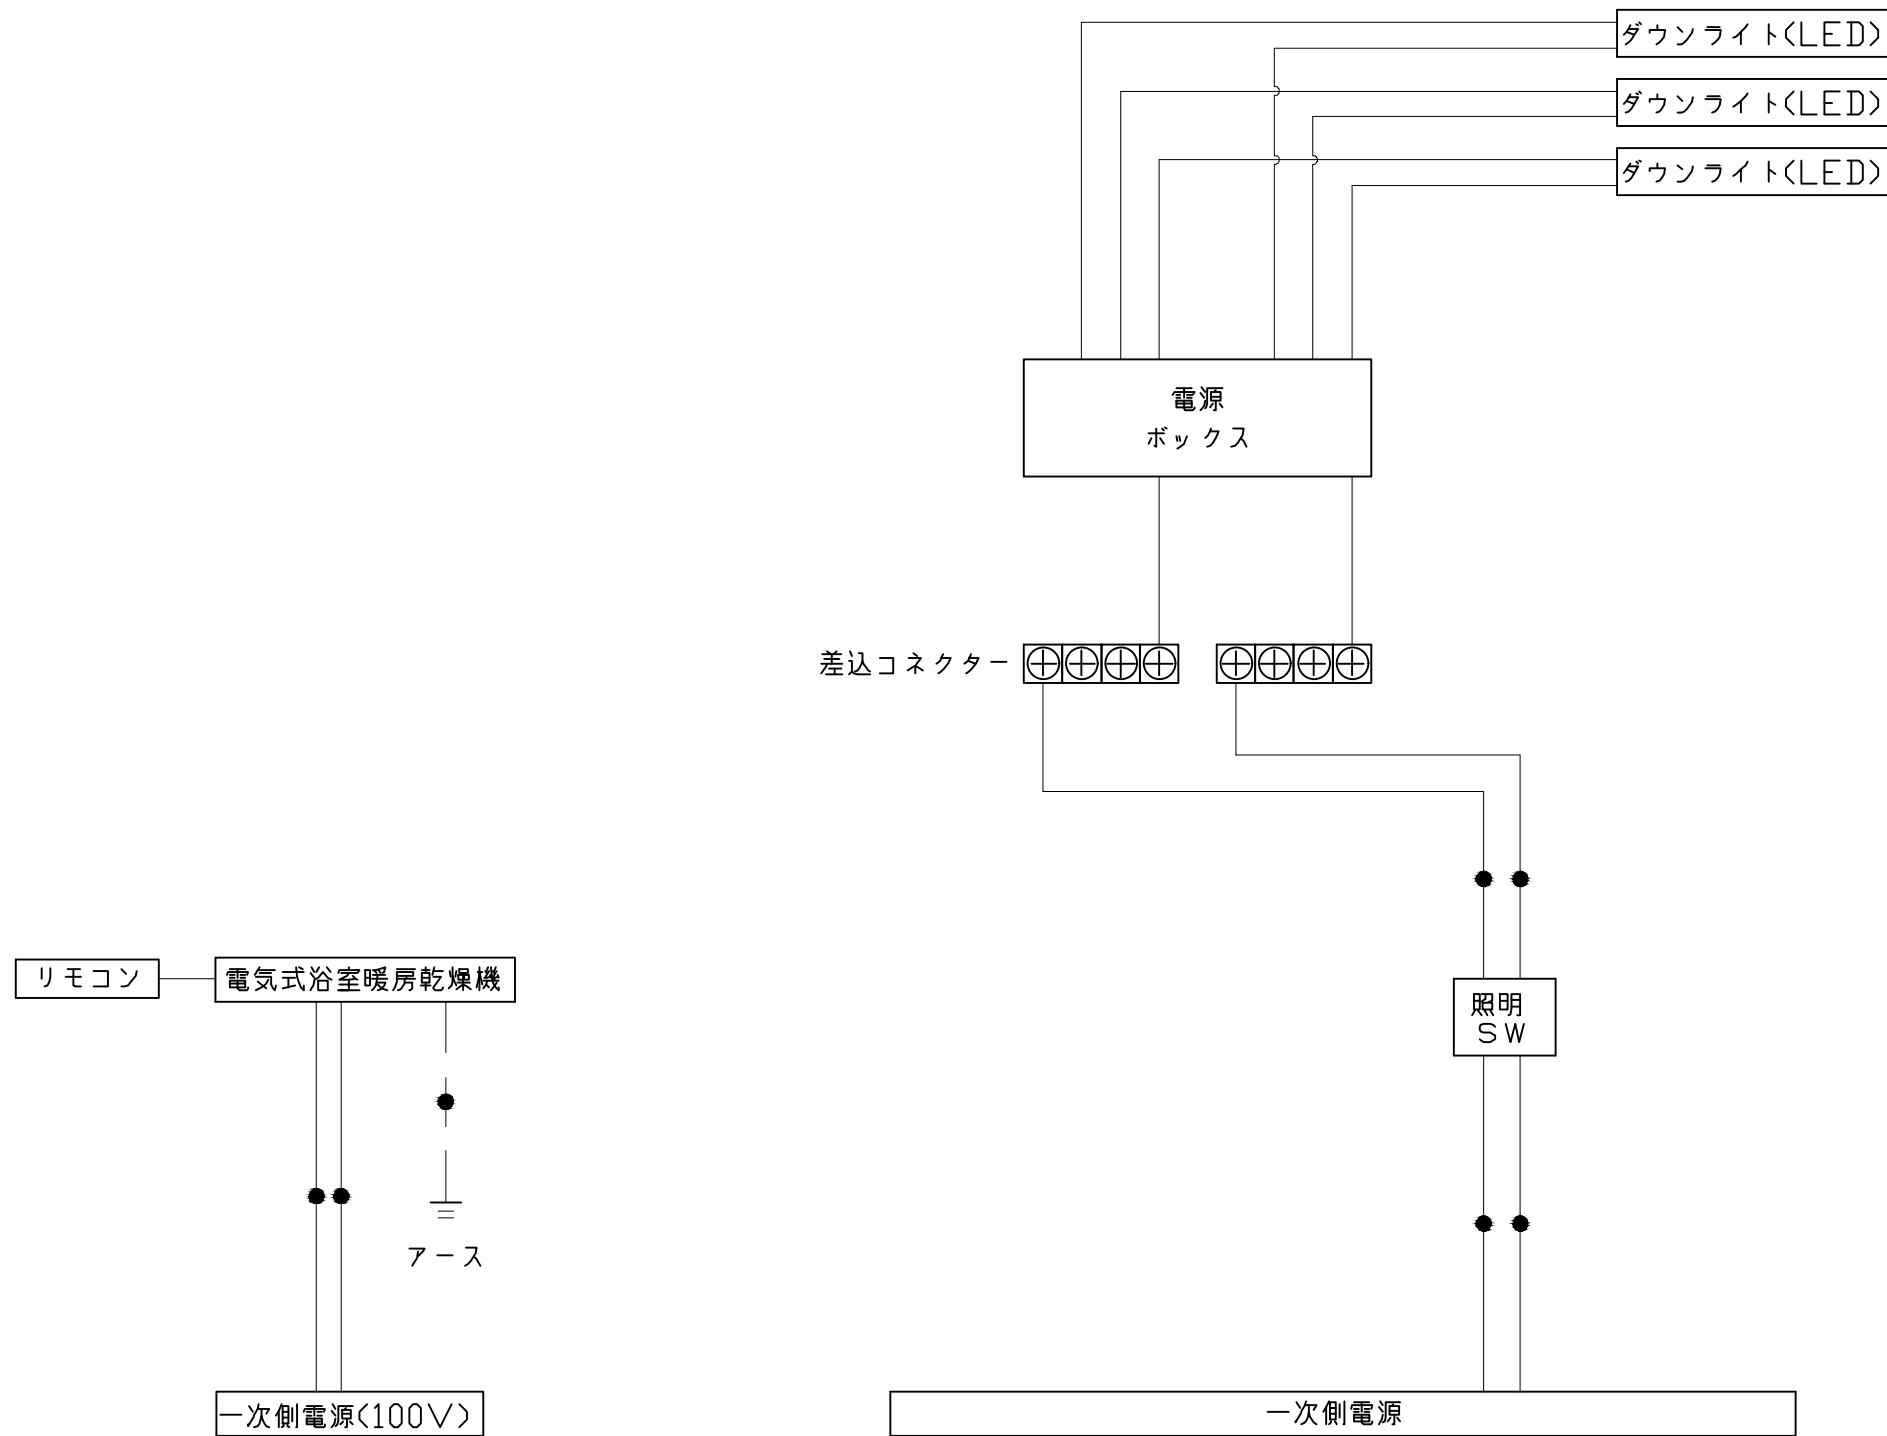 ダウンライト(LED)
ダウンライト(LED)
ダウンライト(LED)
電源
ボックス
差込コネクター
リモコン
電気式浴室暖房乾燥機
照明
SW
アース
一次側電源(100V)
一次側電源